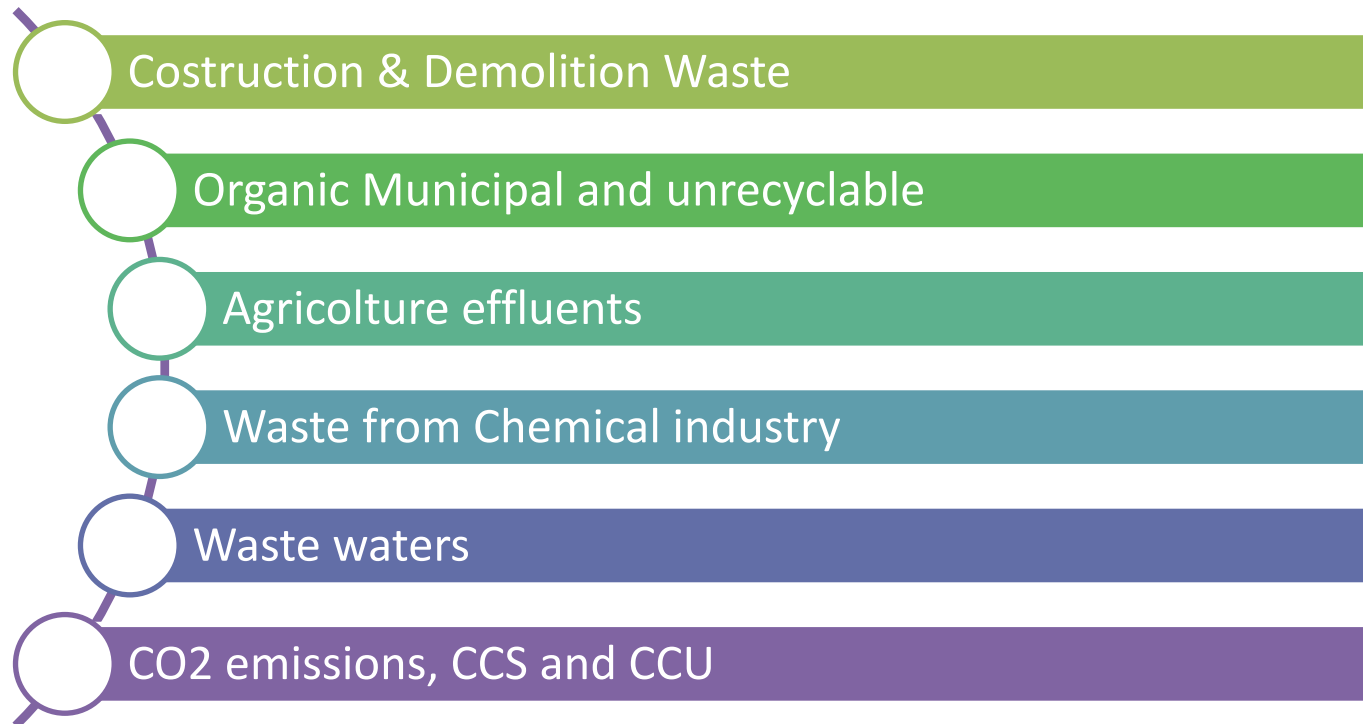 Costruction & Demolition Waste
Organic Municipal and unrecyclable
Agricolture effluents
Waste from Chemical industry
Waste waters
CO2 emissions, CCS and CCU